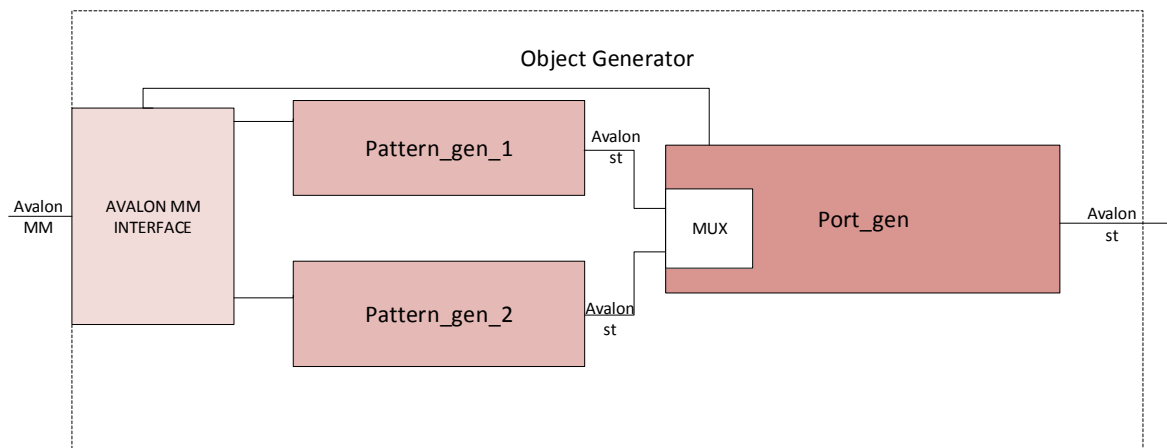 Object Generator
Pattern_gen_1
Avalon
st
Avalon
MM
AVALON MM
INTERFACE
MUX
Port_gen
Avalon
st
Pattern_gen_2
Avalon
st